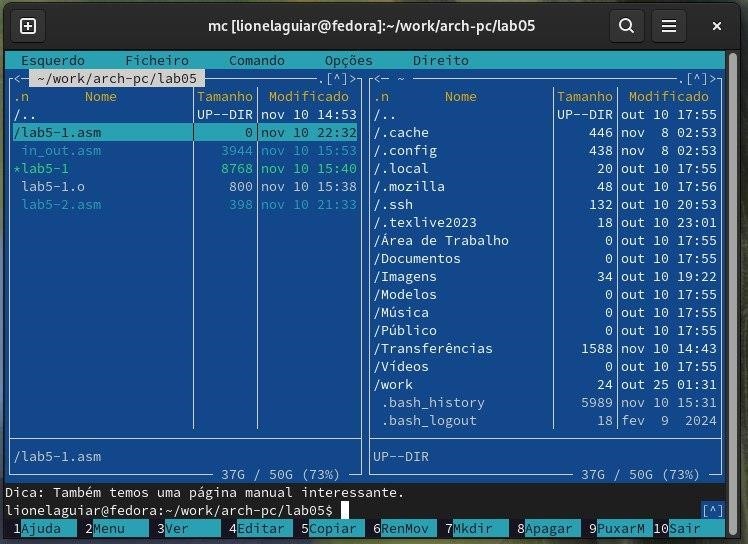 mc [lionelaguiar@fedora]:~/work/arch-pc/lab05
Esquerdo Ficheiro Comando Opções Direito
<─ ~/work/arch-pc/lab05 .[^]>
.n Nome Tamanho Modificado
/.. UP--DIR nov 10 14:53
/lab5-1.asm 0 nov 10 22:32
in_out.asm 3944 nov 10 15:53
*lab5-1 8768 nov 10 15:40
lab5-1.o 800 nov 10 15:38
lab5-2.asm 398 nov 10 21:33
/lab5-1.asm
37G / 50G (73%)
<─ ~ .[^]>
.n Nome Tamanho Modificado
/.. UP--DIR out 10 17:55
/.cache 446 nov 8 02:53
/.config 438 nov 8 02:53
/.local 20 out 10 17:55
/.mozilla 48 out 10 17:56
/.ssh 132 out 10 20:53
/.texlive2023 18 out 10 23:01
/Área de Trabalho 0 out 10 17:55
/Documentos 0 out 10 17:55
/Imagens 34 out 10 19:22
/Modelos 0 out 10 17:55
/Música 0 out 10 17:55
/Público 0 out 10 17:55
/Transferências 1588 nov 10 14:43
/Vídeos 0 out 10 17:55
/work 24 out 25 01:31
.bash_history 5989 nov 10 15:31
.bash_logout 18 fev 9 2024
UP--DIR
37G / 50G (73%)
Dica: Também temos uma página manual interessante.
lionelaguiar@fedora:~/work/arch-pc/lab05$ [^]
1Ajuda 2Menu 3Ver 4Editar 5Copiar 6RenMov 7Mkdir 8Apagar 9PuxarM 10Sair